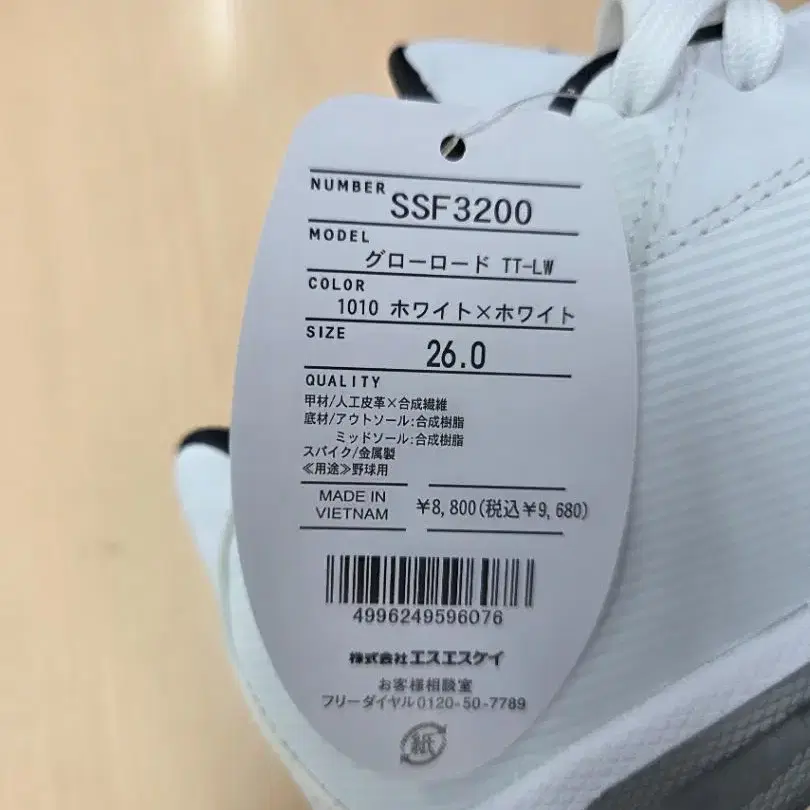 NUMBER
SSF3200
MODEL
グローロード TT-LW
COLOR
1010 ホワイト×ホワイト
SIZE
26.0
QUALITY
甲材/人工皮革×合成繊維
底材/アウトソール:合成樹脂
ミッドソール:合成樹脂
スパイク/金属製
≪用途≫野球用
MADE IN
VIETNAM
¥8,800(税込¥9,680)
4996249596076
株式会社エスエスケイ
お客様相談室
フリーダイヤル0120-50-7789
紙